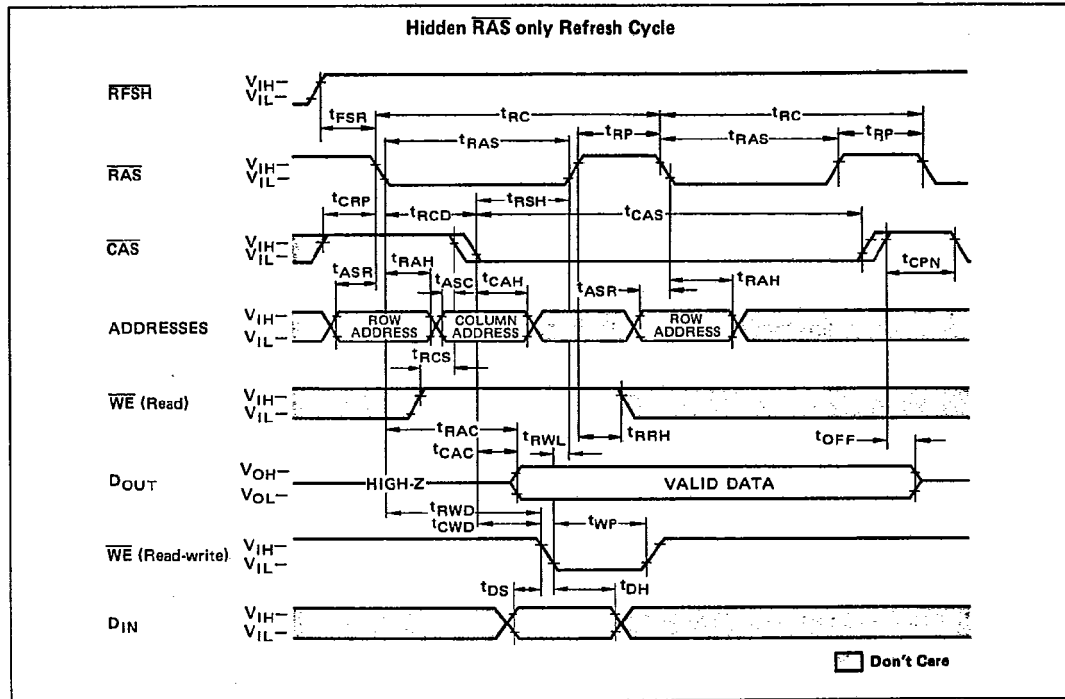 Hidden RAS only Refresh Cycle
RFSH
VIH
VIL
tFSR
tRC
tRC
tRAS
tRP
tRAS
tRP
RAS
VIH
VIL
tCRP
tRCD
tRSH
tCAS
CAS
VIH
VIL
tCPN
tASR
tRAH
tASC
tCAH
tASR
tRAH
ADDRESSES
VIH
VIL
ROW ADDRESS
COLUMN ADDRESS
ROW ADDRESS
tRCS
WE (Read)
VIH
VIL
tRAC
tRWL
tRRH
tOFF
tCAC
DOUT
VOH
VOL
HIGH-Z
VALID DATA
tRWD
tCWD
tWP
WE (Read-write)
VIH
VIL
tDS
tDH
DIN
VIH
VIL
Don't Care